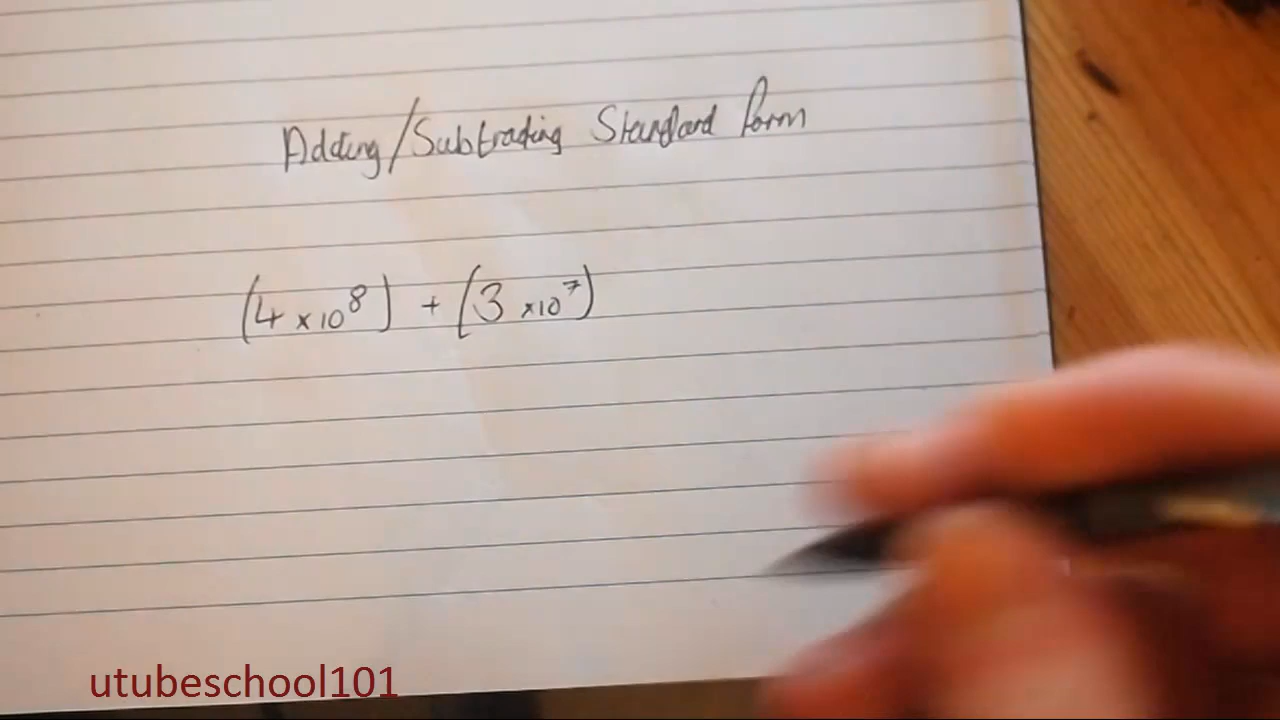 Adding/Subtracting Standard Form
(4 ×10⁸) + (3 ×10⁷)
utubeschool101